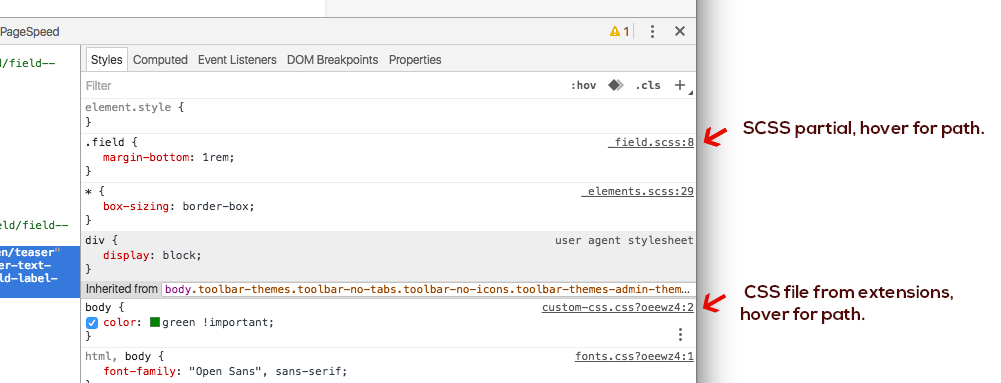 PageSpeed
1
d/field--
Styles Computed Event Listeners DOM Breakpoints Properties
Filter :hov .cls +
element.style {
}
.field { _field.scss:8
margin-bottom: 1rem;
}
SCSS partial, hover for path.
* { _elements.scss:29
box-sizing: border-box;
}
eld/field--
div { user agent stylesheet
display: block;
}
en/teaser"
er-text-
ld-label-
Inherited from body.toolbar-themes.toolbar-no-tabs.toolbar-no-icons.toolbar-themes-admin-them…
body { custom-css.css?oeewz4:2
color: green !important;
}
CSS file from extensions,
hover for path.
html, body { fonts.css?oeewz4:1
font-family: "Open Sans", sans-serif;